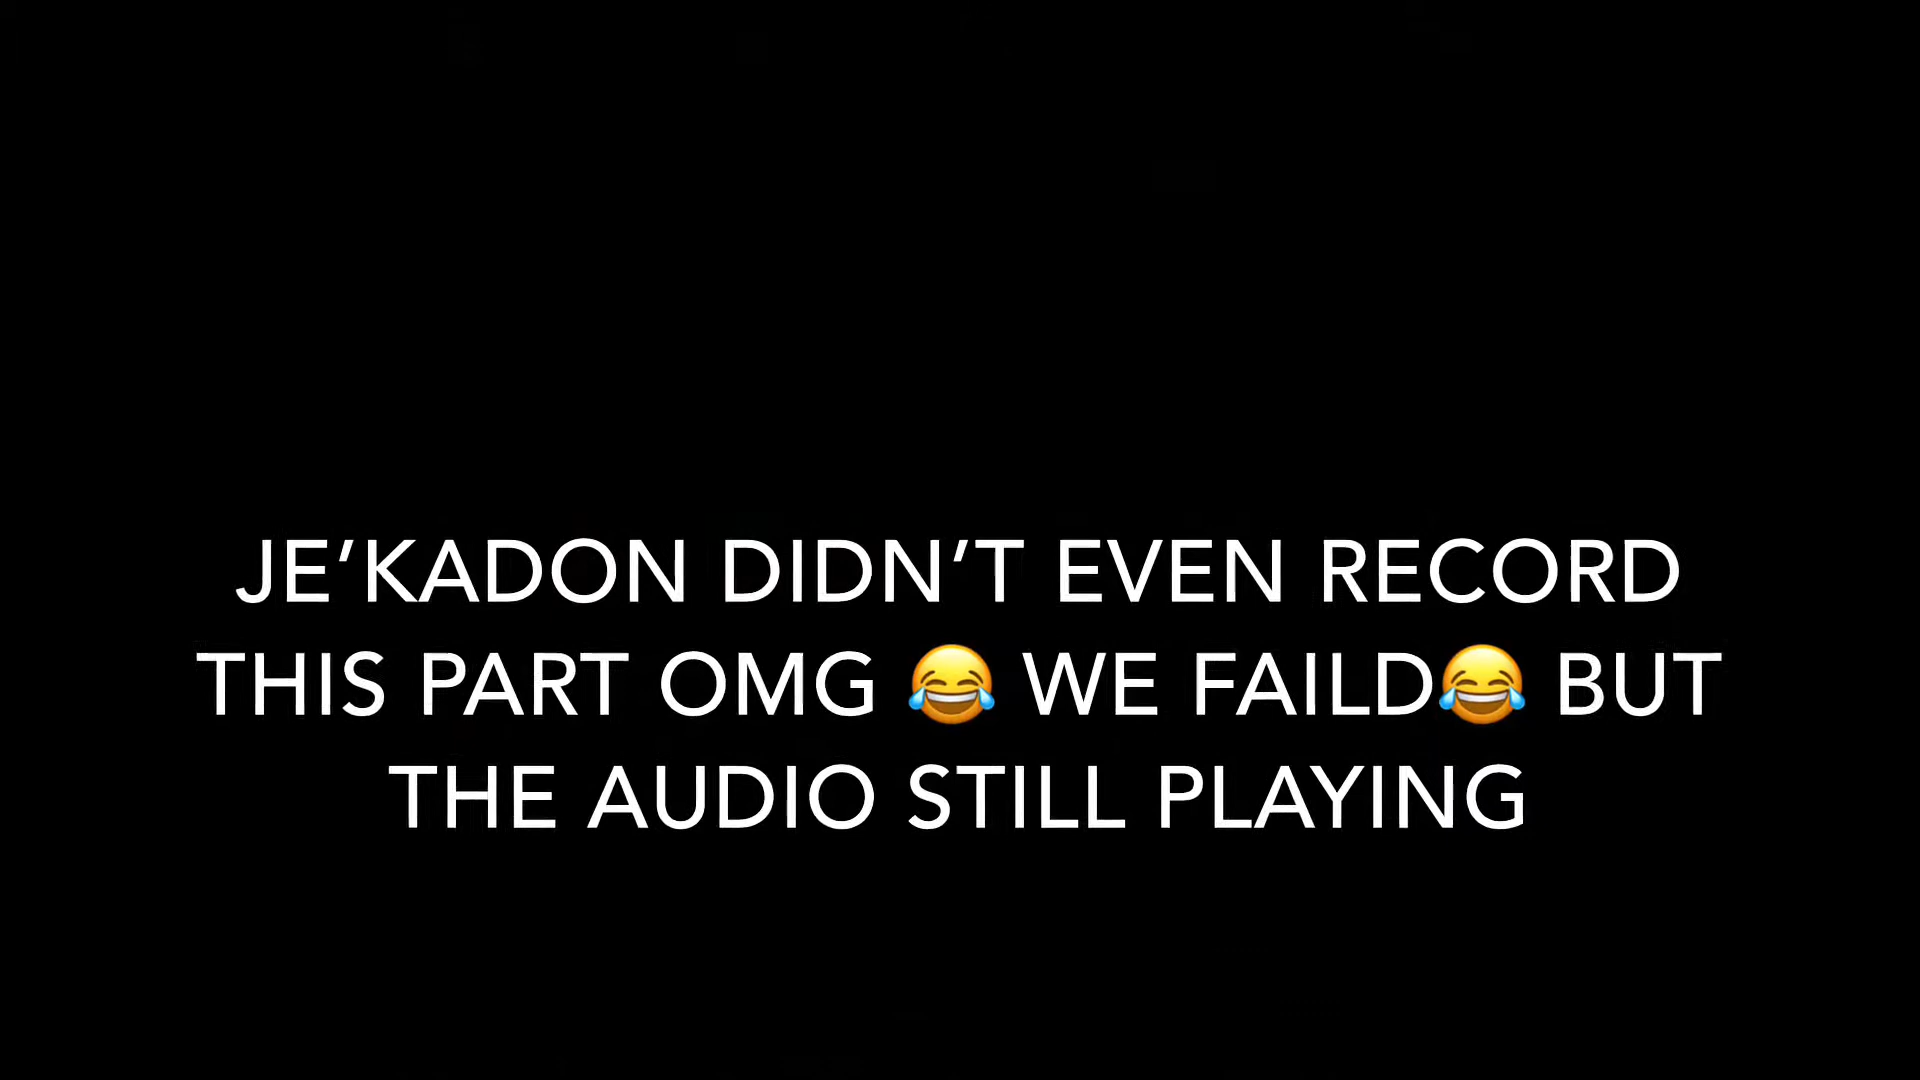 JE’KADON DIDN’T EVEN RECORD
THIS PART OMG 😂 WE FAILD😂 BUT
THE AUDIO STILL PLAYING